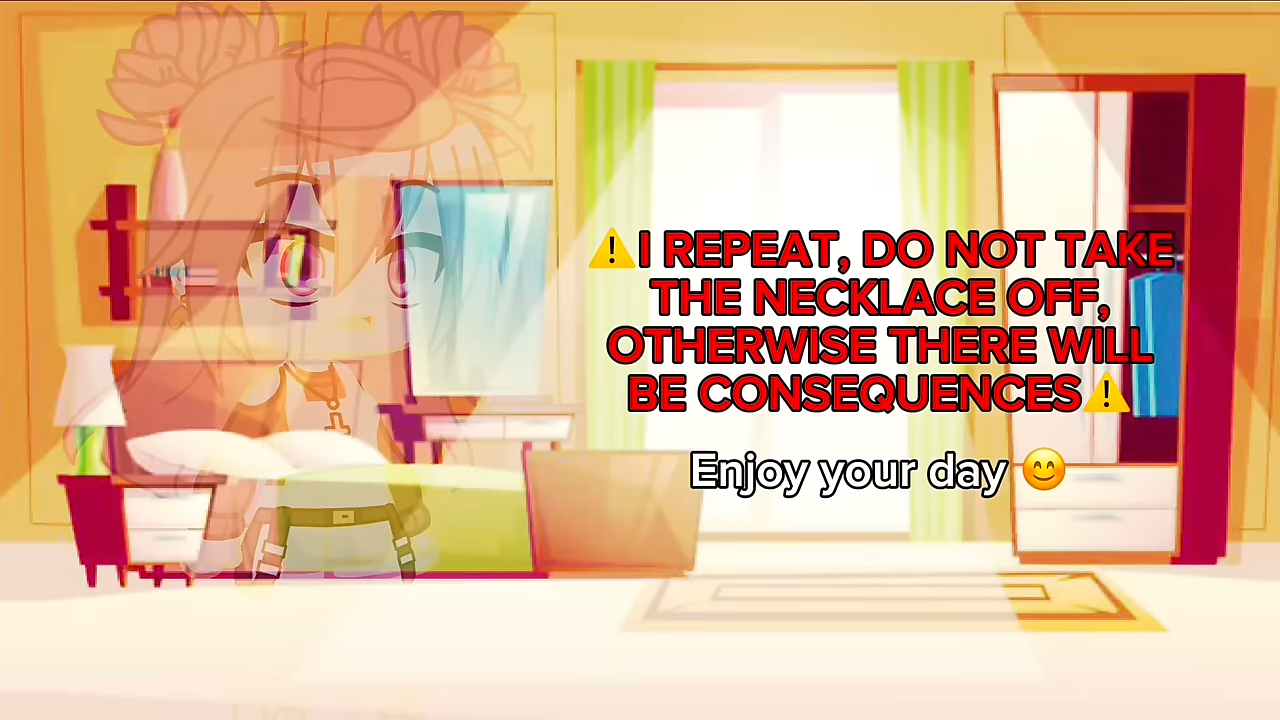 ⚠️I REPEAT, DO NOT TAKE
THE NECKLACE OFF,
OTHERWISE THERE WILL
BE CONSEQUENCES⚠️
Enjoy your day 😊